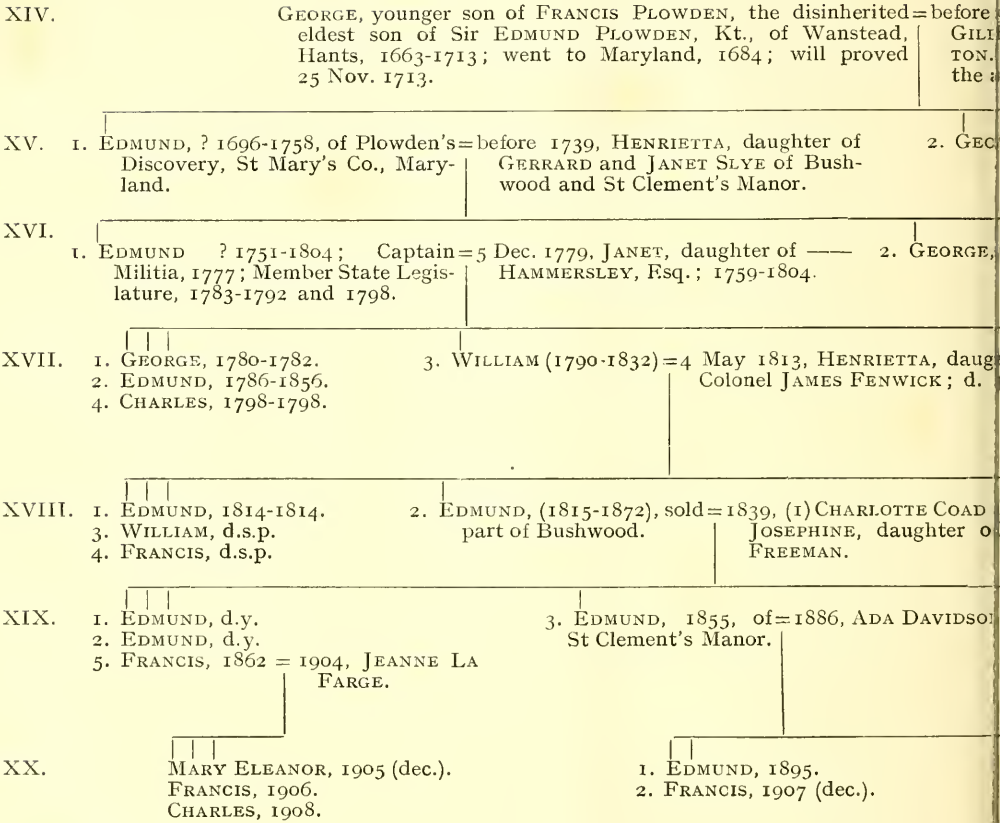 XIV. GEORGE, younger son of FRANCIS PLOWDEN, the disinherited = before
eldest son of Sir EDMUND PLOWDEN, Kt., of Wanstead,
Hants, 1663-1713; went to Maryland, 1684; will proved
25 Nov. 1713.
TON.
the
XV. 1. EDMUND, ? 1696-1758, of Plowden's = before 1739, HENRIETTA, daughter of
Discovery, St Mary's Co., Mary-
land.
GERRARD and JANET SLYE of Bush-
wood and St Clement's Manor.
2.
XVI.
1. EDMUND ? 1751-1804; Captain = 5 Dec. 1779, JANET, daughter of ——
Militia, 1777; Member State Legis-
lature, 1783-1792 and 1798.
HAMMERSLEY, Esq.; 1759-1804.
2. GEORGE,
XVII. 1. GEORGE, 1780-1782.
2. EDMUND, 1786-1856.
4. CHARLES, 1798-1798.
3. WILLIAM (1790-1832) = 4 May 1813, HENRIETTA, daug
Colonel JAMES FENWICK; d.
XVIII. 1. EDMUND, 1814-1814.
3. WILLIAM, d.s.p.
4. FRANCIS, d.s.p.
2. EDMUND, (1815-1872), sold = 1839, (1) CHARLOTTE COAD
part of Bushwood.
JOSEPHINE, daughter o
FREEMAN.
XIX. 1. EDMUND, d.y.
2. EDMUND, d.y.
5. FRANCIS, 1862 = 1904, JEANNE LA
FARGE.
3. EDMUND, 1855, of = 1886, ADA DAVIDSO
St Clement's Manor.
XX. MARY ELEANOR, 1905 (dec.).
FRANCIS, 1906.
CHARLES, 1908.
1. EDMUND, 1895.
2. FRANCIS, 1907 (dec.).